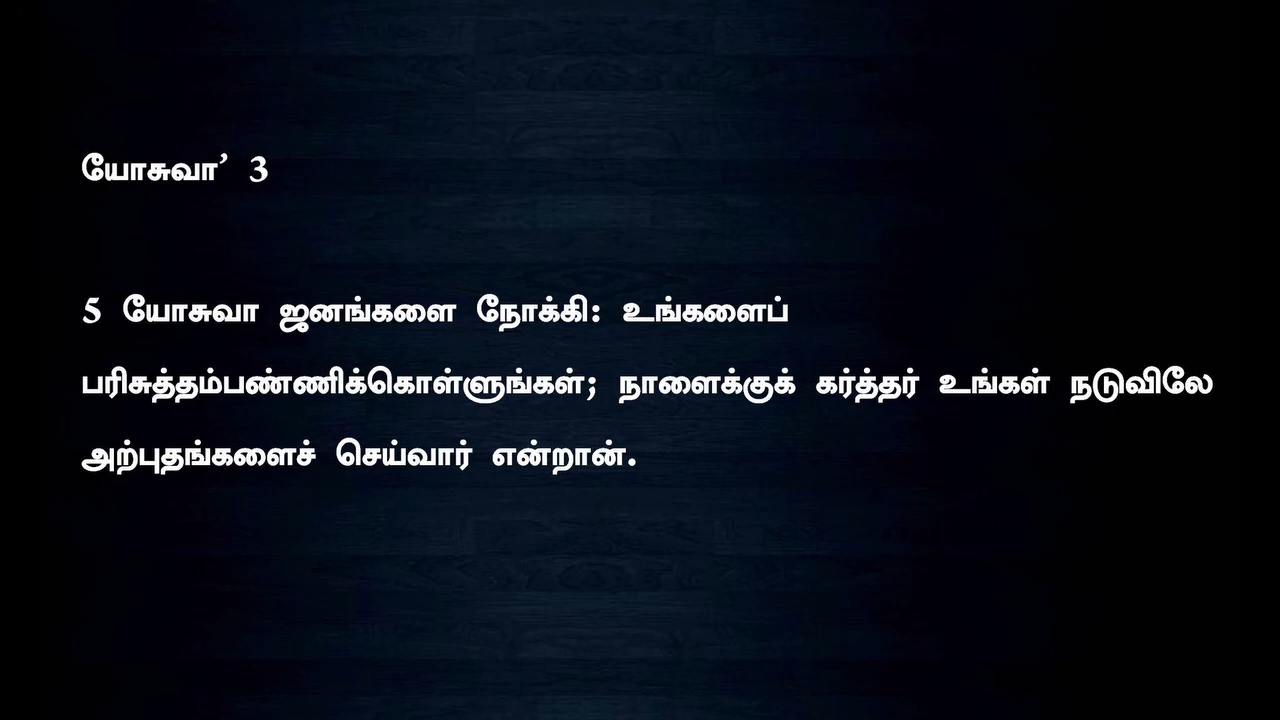 யோசுவா’ 3
5 யோசுவா ஜனங்களை நோக்கி: உங்களைப்
பரிசுத்தம்பண்ணிக்கொள்ளுங்கள்; நாளைக்குக் கர்த்தர் உங்கள் நடுவிலே
அற்புதங்களைச் செய்வார் என்றான்.